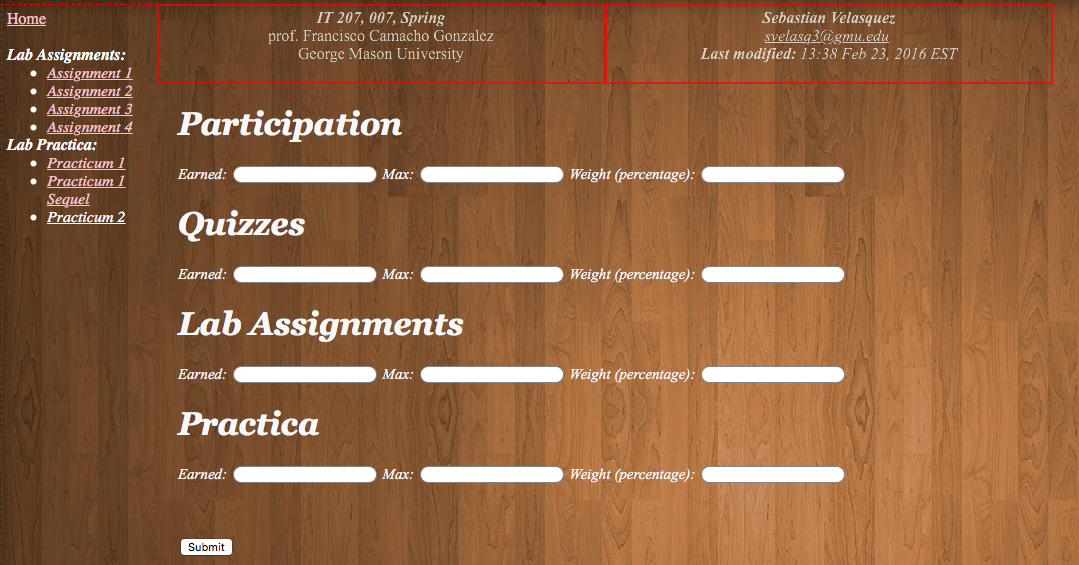 Home
Lab Assignments:
Assignment 1
Assignment 2
Assignment 3
Assignment 4
Lab Practica:
Practicum 1
Practicum 1
Sequel
Practicum 2
IT 207, 007, Spring
prof. Francisco Camacho Gonzalez
George Mason University
Sebastian Velasquez
svelasq3@gmu.edu
Last modified: 13:38 Feb 23, 2016 EST
Participation
Earned: Max: Weight (percentage):
Quizzes
Earned: Max: Weight (percentage):
Lab Assignments
Earned: Max: Weight (percentage):
Practica
Earned: Max: Weight (percentage):
Submit